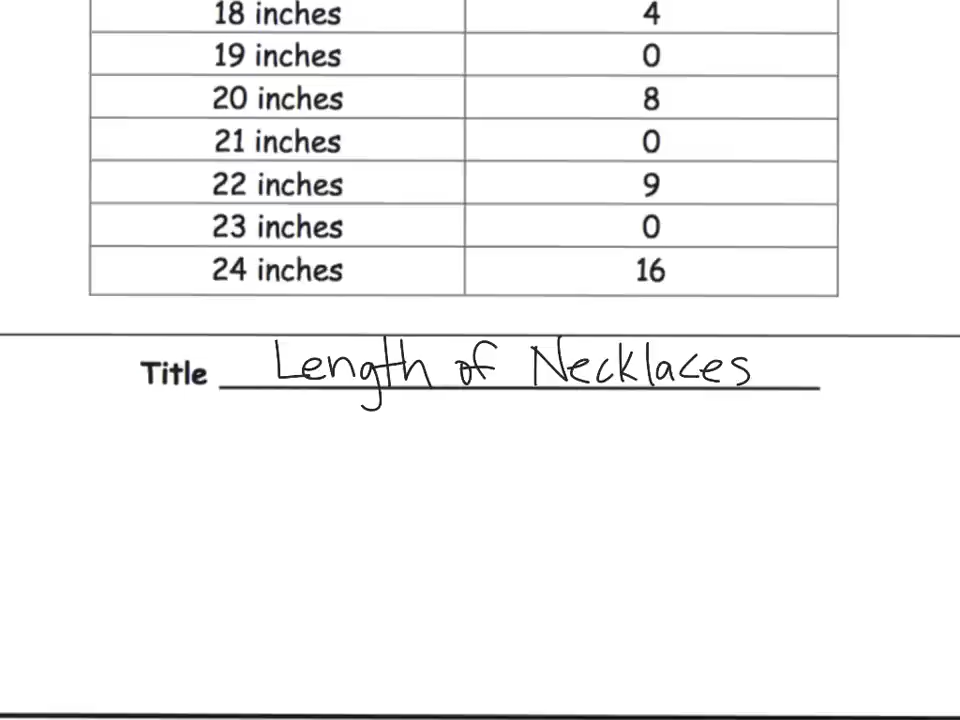 18 inches 4
19 inches 0
20 inches 8
21 inches 0
22 inches 9
23 inches 0
24 inches 16
Title Length of Necklaces